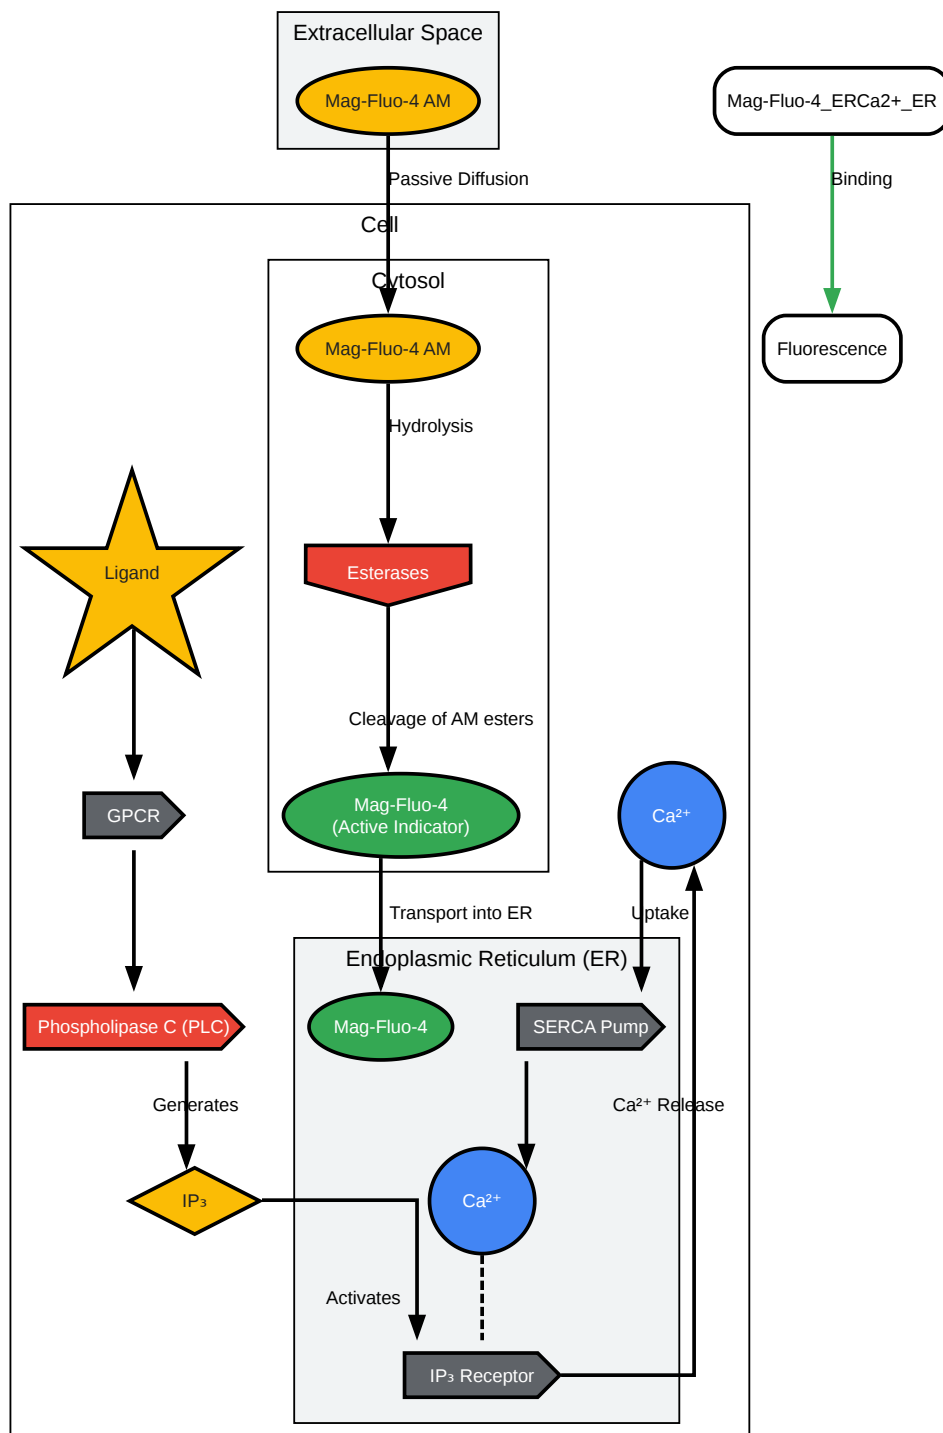 Extracellular Space
Mag-Fluo-4 AM
Mag-Fluo-4_ERCa2+_ER
Passive Diffusion
Binding
Cell
Cytosol
Mag-Fluo-4 AM
Fluorescence
Hydrolysis
Ligand
Esterases
Cleavage of AM esters
GPCR
Mag-Fluo-4
(Active Indicator)
Ca²⁺
Transport into ER
Uptake
Endoplasmic Reticulum (ER)
Phospholipase C (PLC)
Mag-Fluo-4
SERCA Pump
Generates
Ca²⁺ Release
IP₃
Ca²⁺
Activates
IP₃ Receptor